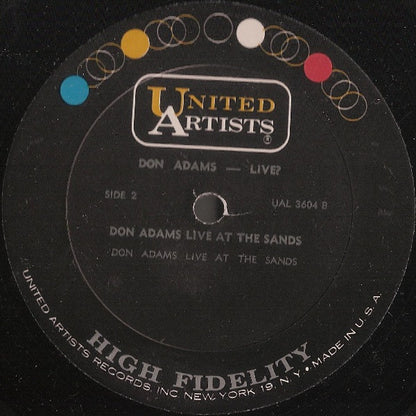 UNITED
ARTISTS
®
DON ADAMS — LIVE?
SIDE 2
UAL 3604 B
DON ADAMS LIVE AT THE SANDS
DON ADAMS LIVE AT THE SANDS
HIGH FIDELITY
UNITED ARTISTS RECORDS INC NEW YORK 19, N.Y. • MADE IN U.S.A.